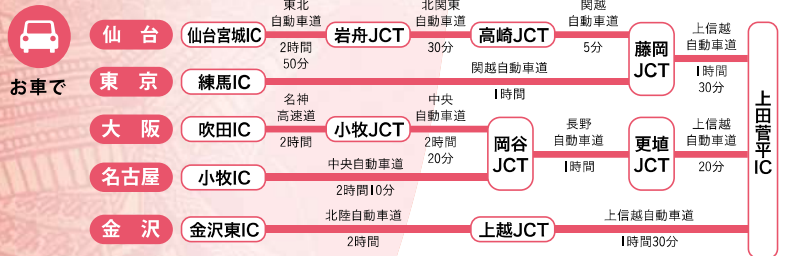 お車で
仙台
仙台宮城IC
東北
自動車道
2時間
50分
岩舟JCT
北関東
自動車道
30分
高崎JCT
関越
自動車道
5分
藤岡
JCT
上信越
自動車道
1時間
30分
上田菅平IC
東京
練馬IC
関越自動車道
1時間
大阪
吹田IC
名神
高速道
2時間
小牧JCT
中央
自動車道
2時間
20分
岡谷
JCT
長野
自動車道
1時間
更埴
JCT
上信越
自動車道
20分
名古屋
小牧IC
中央自動車道
2時間10分
金沢
金沢東IC
北陸自動車道
2時間
上越JCT
上信越自動車道
1時間30分